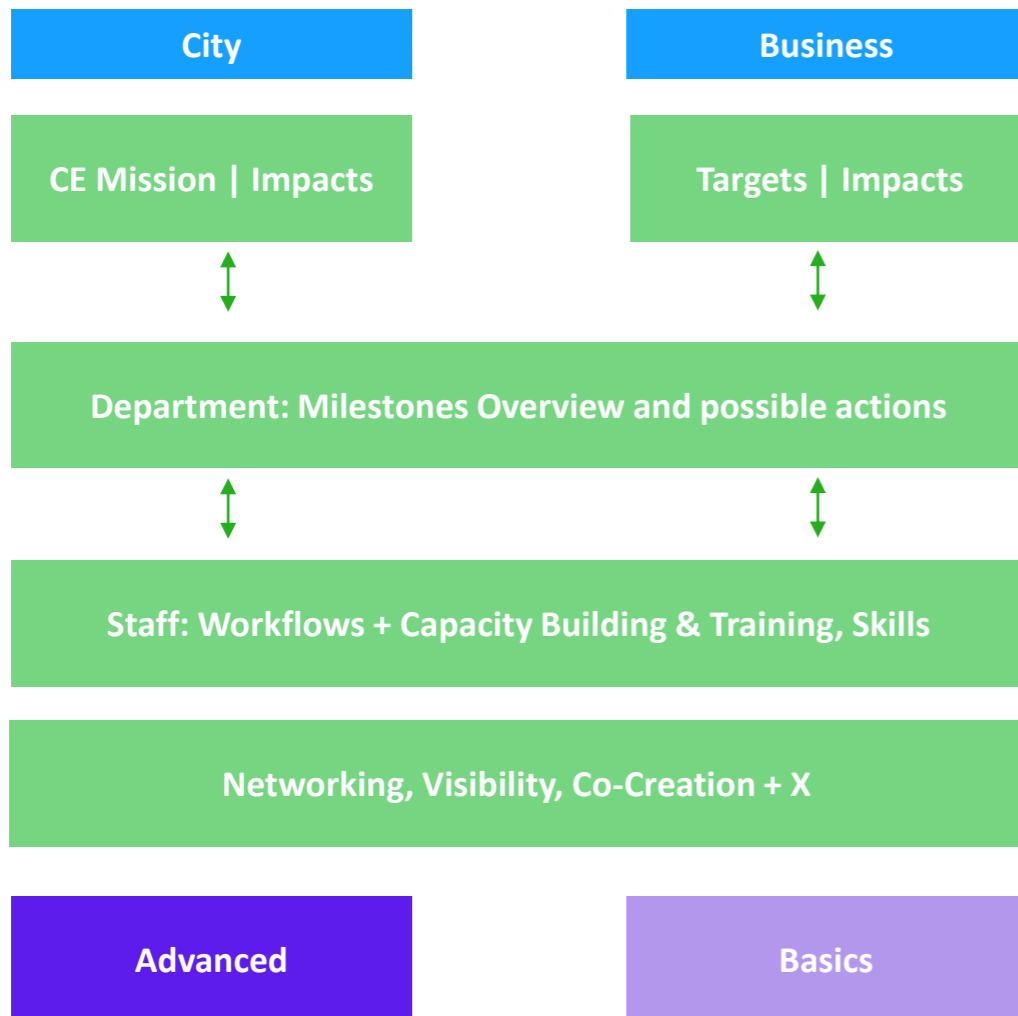 City
Business
CE Mission | Impacts
Targets | Impacts
Department: Milestones Overview and possible actions
Staff: Workflows + Capacity Building & Training, Skills
Networking, Visibility, Co-Creation + X
Advanced
Basics